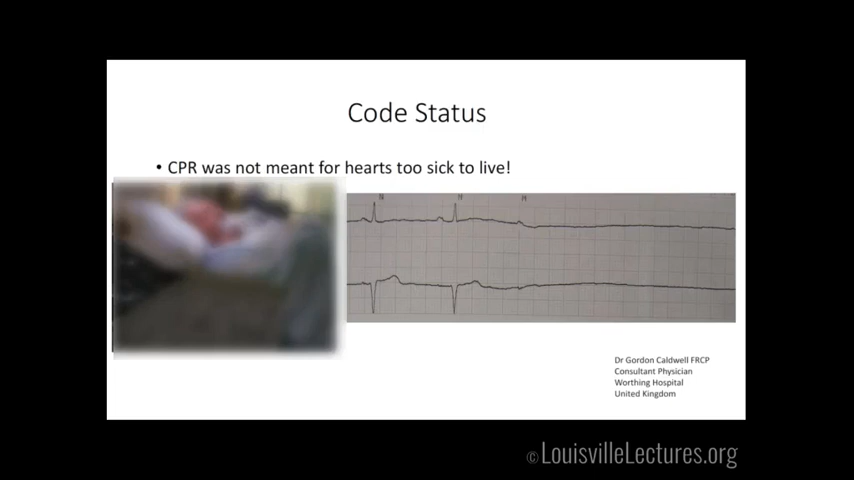 Code Status
• CPR was not meant for hearts too sick to live!
N
Dr Gordon Caldwell FRCP
Consultant Physician
Worthing Hospital
United Kingdom
© LouisvilleLectures.org